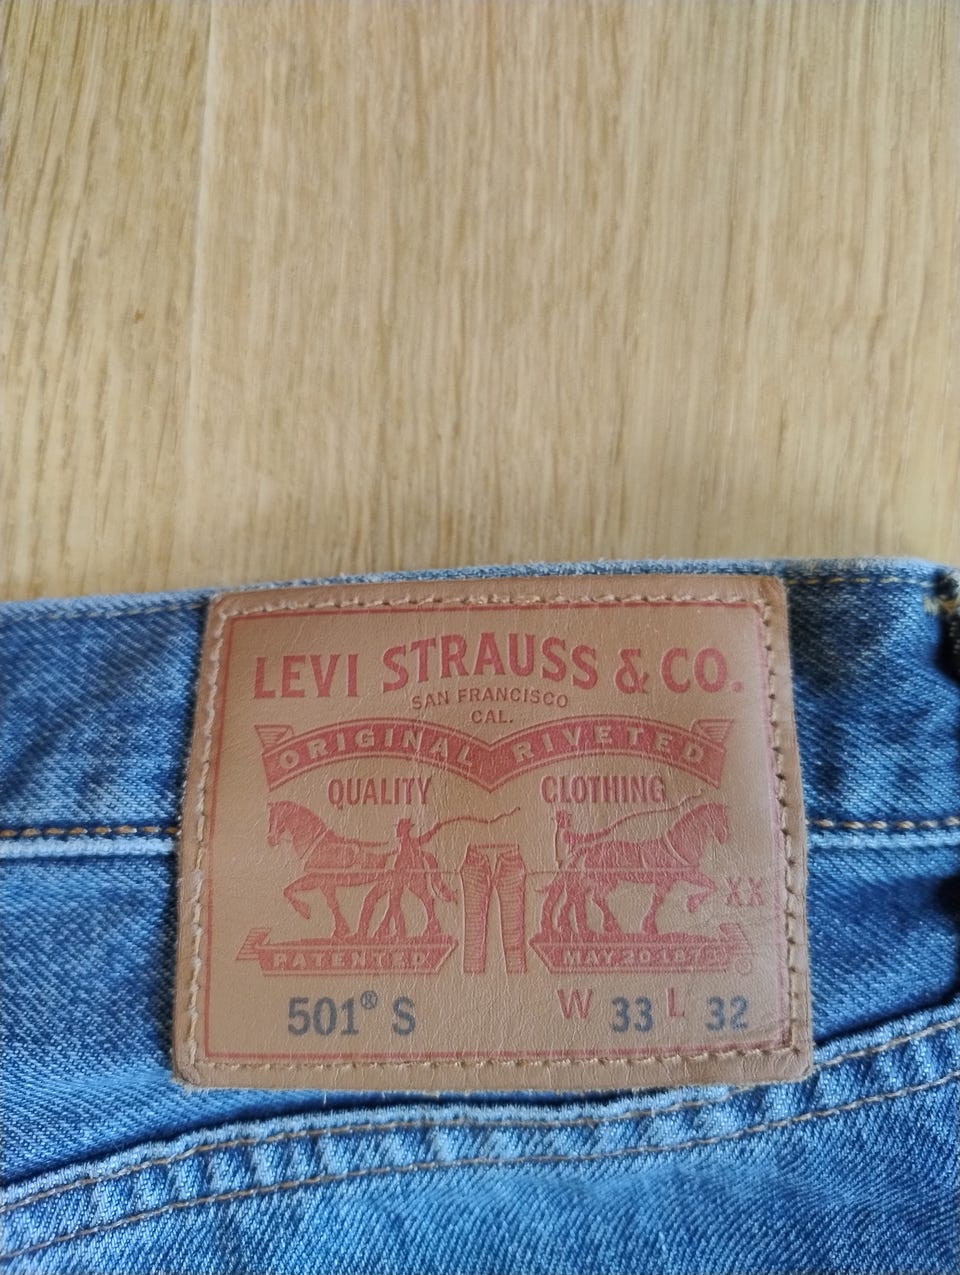 LEVI STRAUSS & CO.
SAN FRANCISCO
CAL.
ORIGINAL RIVETED
QUALITY CLOTHING
XX
PATENTED MAY 20 1873
501® S W 33 L 32